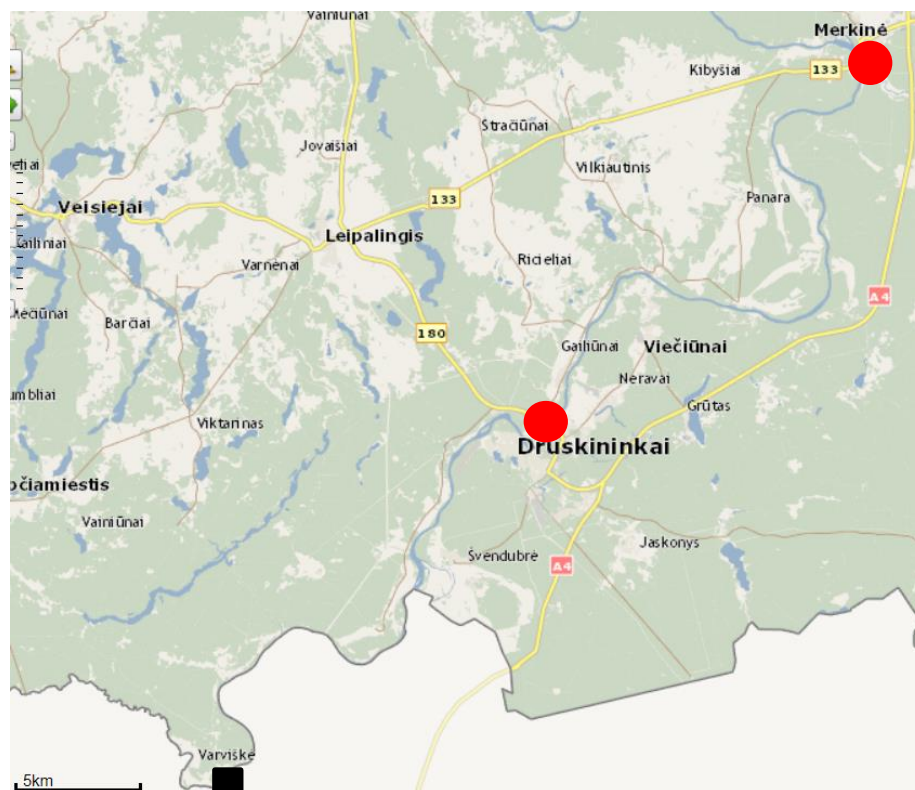 Vainiūnai
Merkinė
Kibyšiai
133
Stračiūnai
Jovaišiai
Vilkiautinis
133
Panara
Veisiejai
Leipalingis
Ricieliai
Varnėnai
A4
Barčiai
180
Gailiūnai
Viečiūnai
Neravai
Grūtas
Viktarinas
Druskininkai
Vainiūnai
Švendubrė
Jaskonys
A4
Varviškė
5km